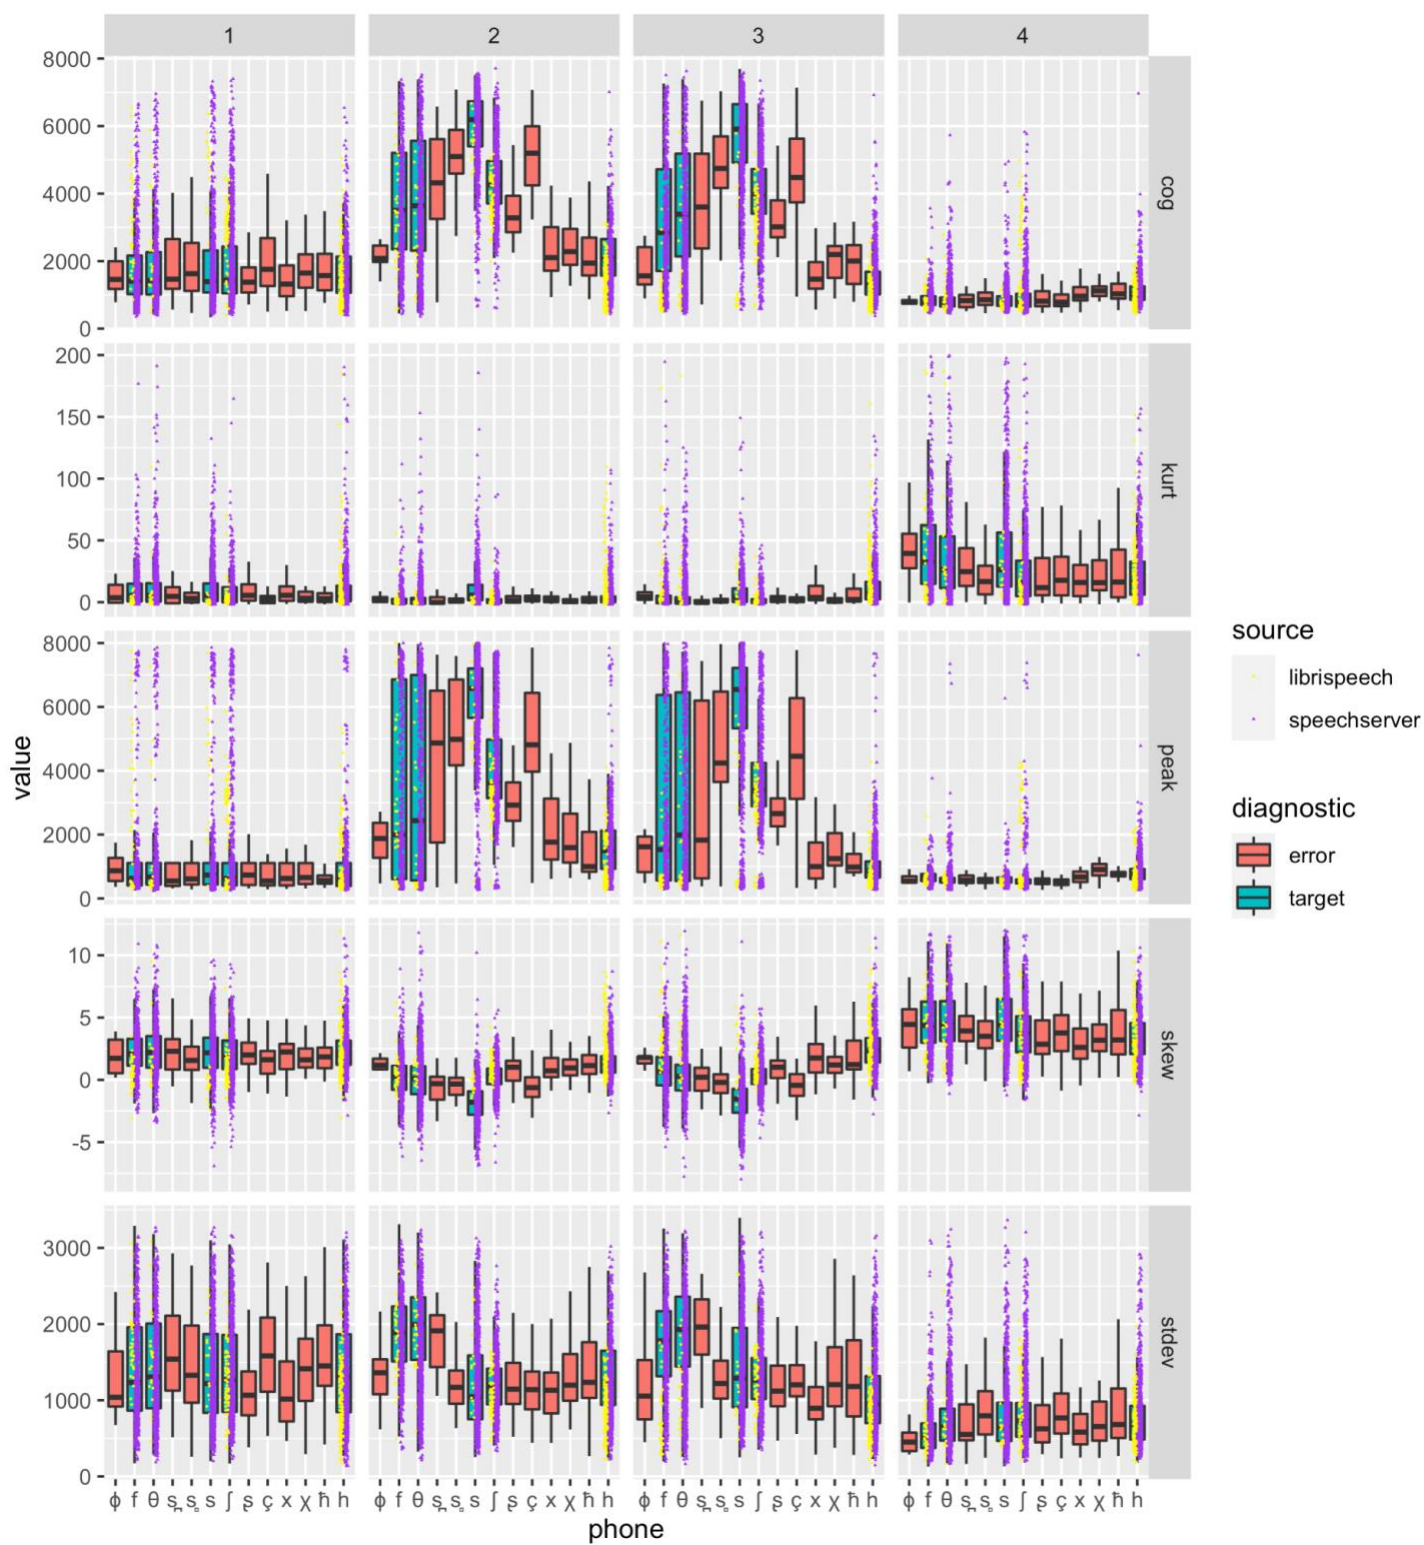 1 2 3 4
8000
6000
4000
2000
0
cog
200
150
100
50
0
kurt
8000
6000
4000
2000
0
peak
10
5
0
-5
skew
3000
2000
1000
0
stdev
value
ɸ f θ s̪ s̺ s ʃ ʂ ç x χ ħ h
ɸ f θ s̪ s̺ s ʃ ʂ ç x χ ħ h
ɸ f θ s̪ s̺ s ʃ ʂ ç x χ ħ h
ɸ f θ s̪ s̺ s ʃ ʂ ç x χ ħ h
phone
source
librispeech
speechserver
diagnostic
error
target